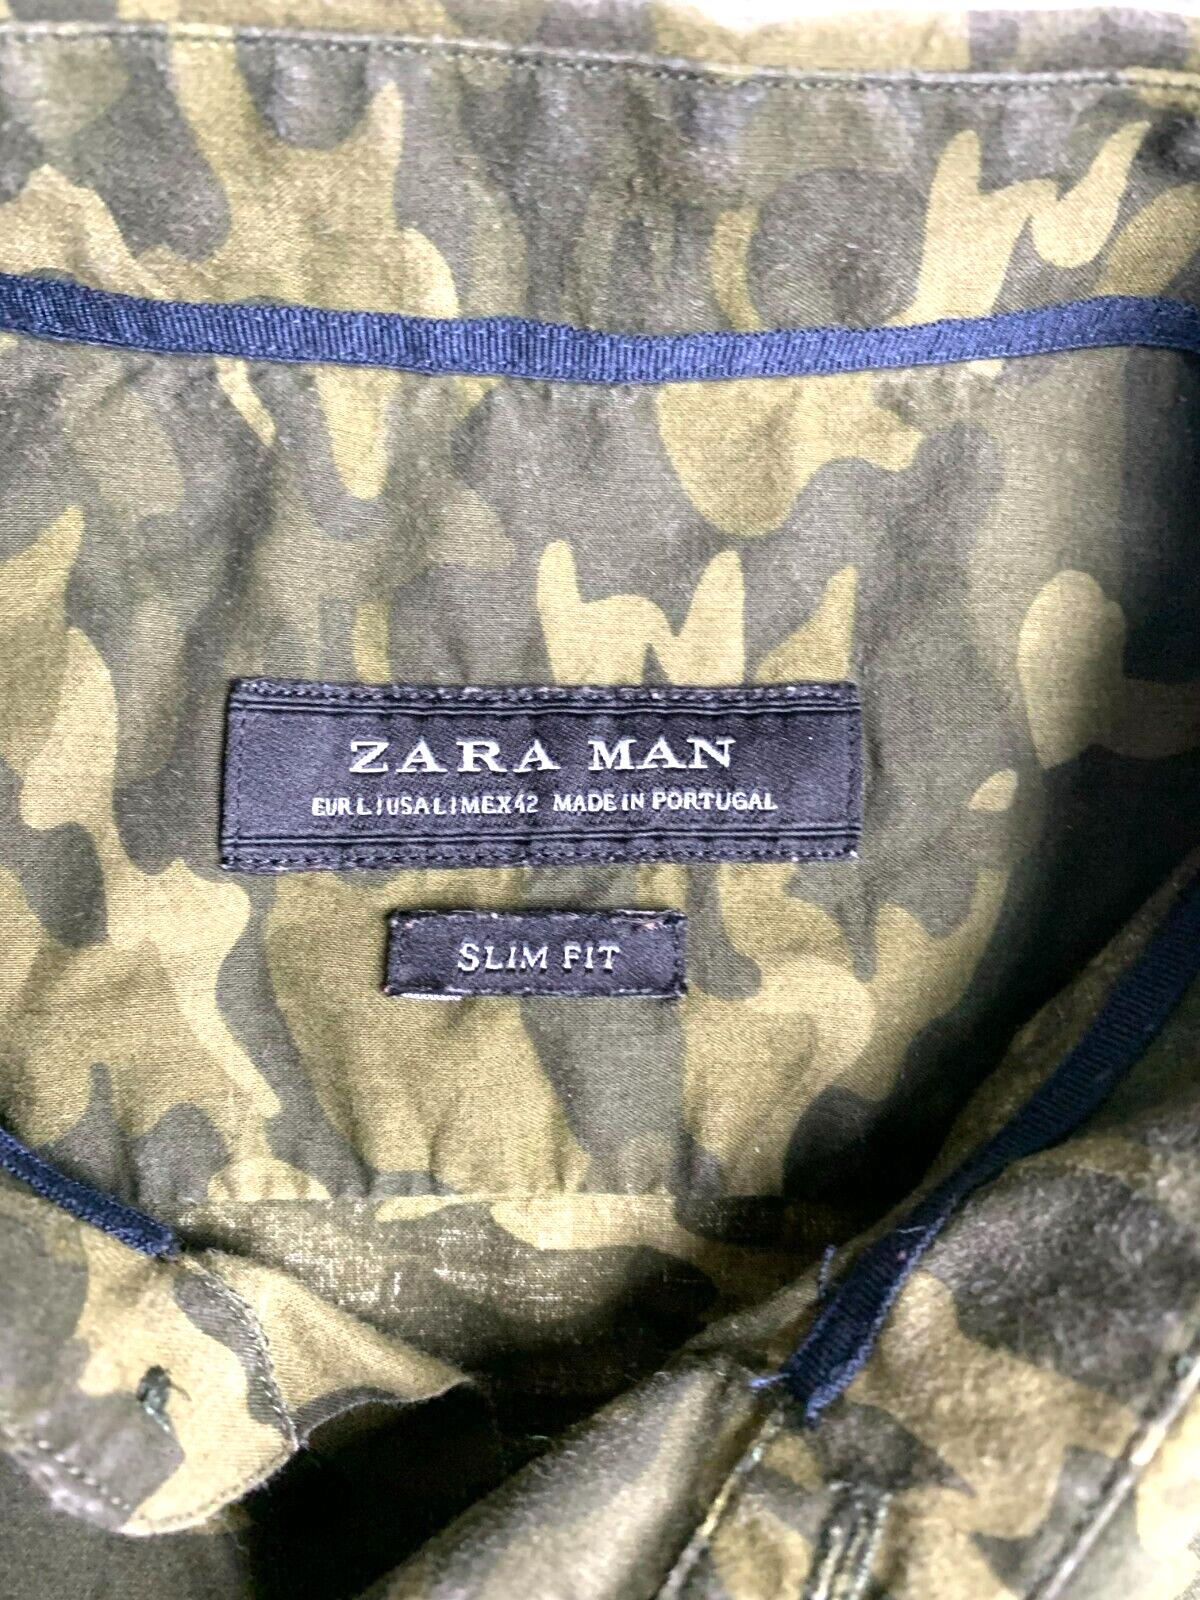 ZARA MAN
EUR L | USA L | MEX 42 MADE IN PORTUGAL
SLIM FIT